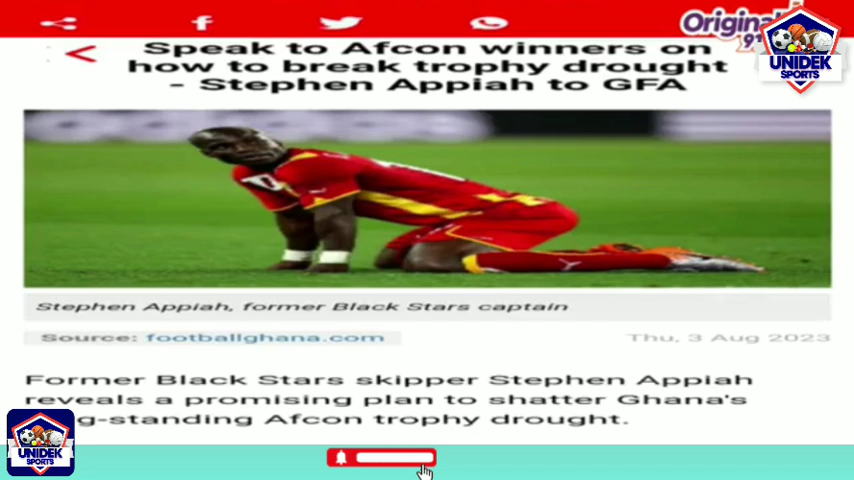 Original
UNIDEK
SPORTS
Speak to Afcon winners on
how to break trophy drought
- Stephen Appiah to GFA
Stephen Appiah, former Black Stars captain
Source: footballghana.com
Thu, 3 Aug 2023
Former Black Stars skipper Stephen Appiah
reveals a promising plan to shatter Ghana's
g-standing Afcon trophy drought.
UNIDEK
SPORTS